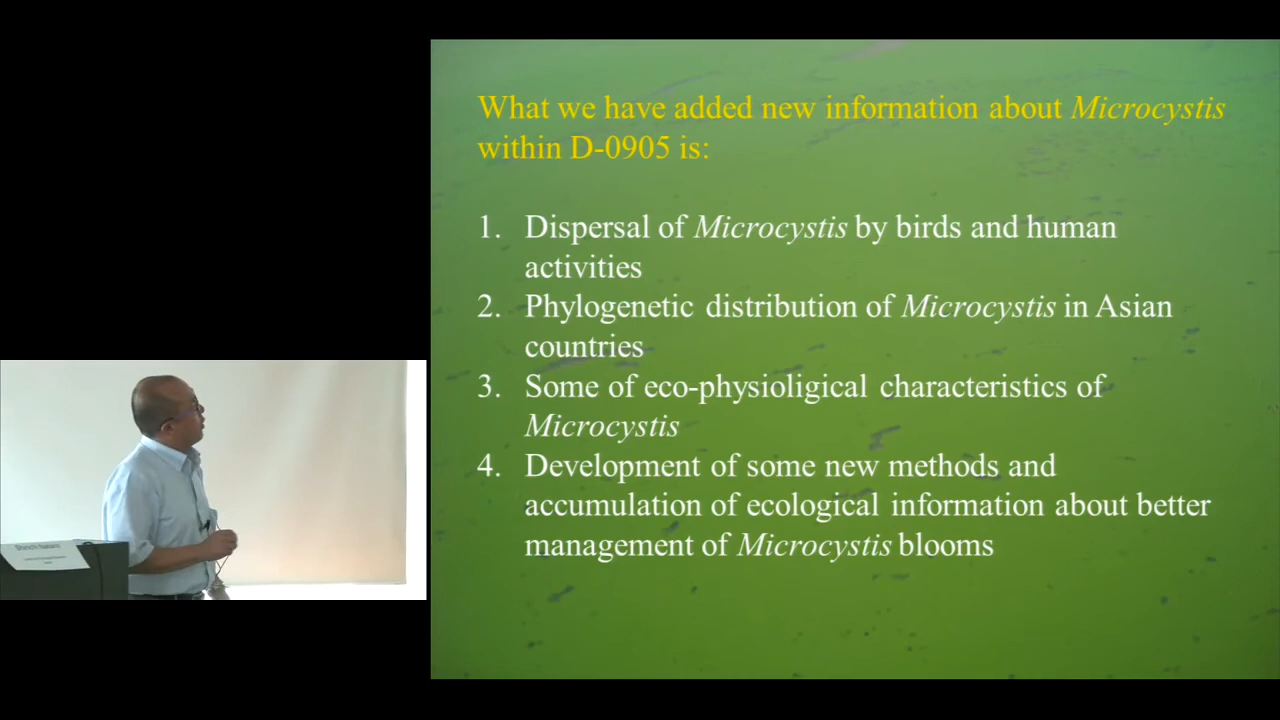 What we have added new information about Microcystis
within D-0905 is:
1. Dispersal of Microcystis by birds and human
activities
2. Phylogenetic distribution of Microcystis in Asian
countries
3. Some of eco-physioligical characteristics of
Microcystis
4. Development of some new methods and
accumulation of ecological information about better
management of Microcystis blooms